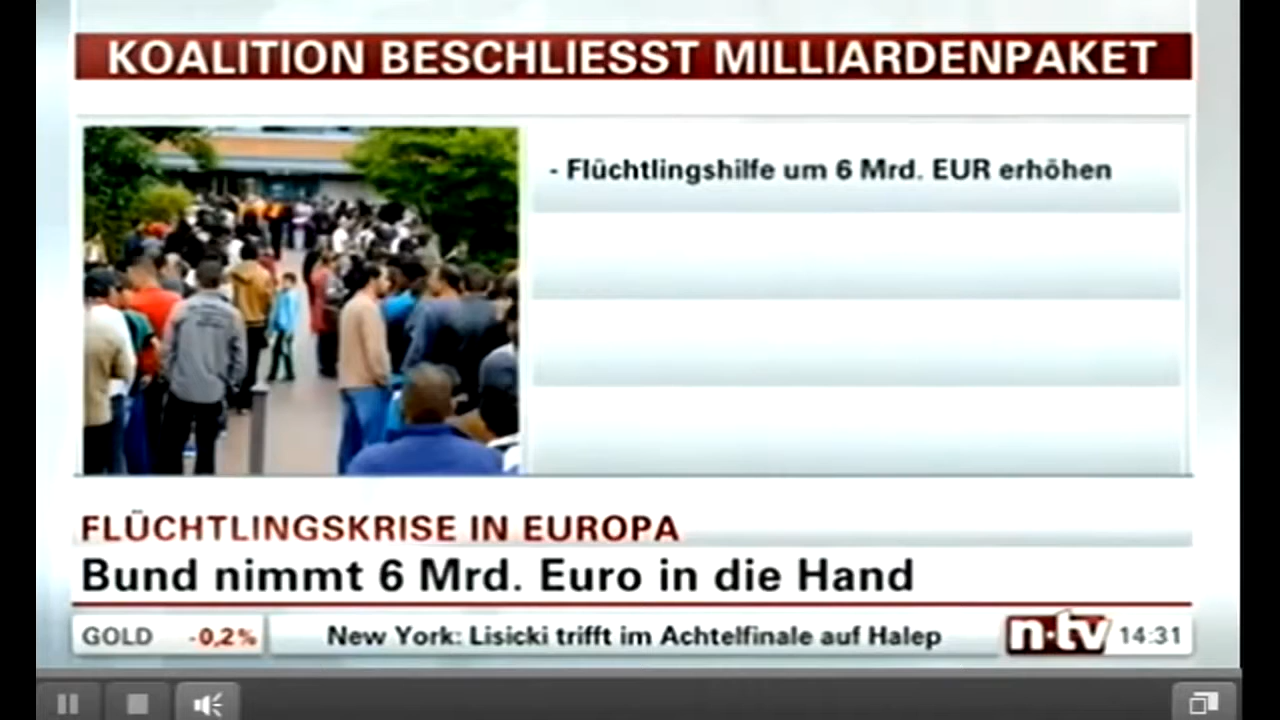 KOALITION BESCHLIESST MILLIARDENPAKET
- Flüchtlingshilfe um 6 Mrd. EUR erhöhen
FLÜCHTLINGSKRISE IN EUROPA
Bund nimmt 6 Mrd. Euro in die Hand
GOLD -0,2% New York: Lisicki trifft im Achtelfinale auf Halep n-tv 14:31